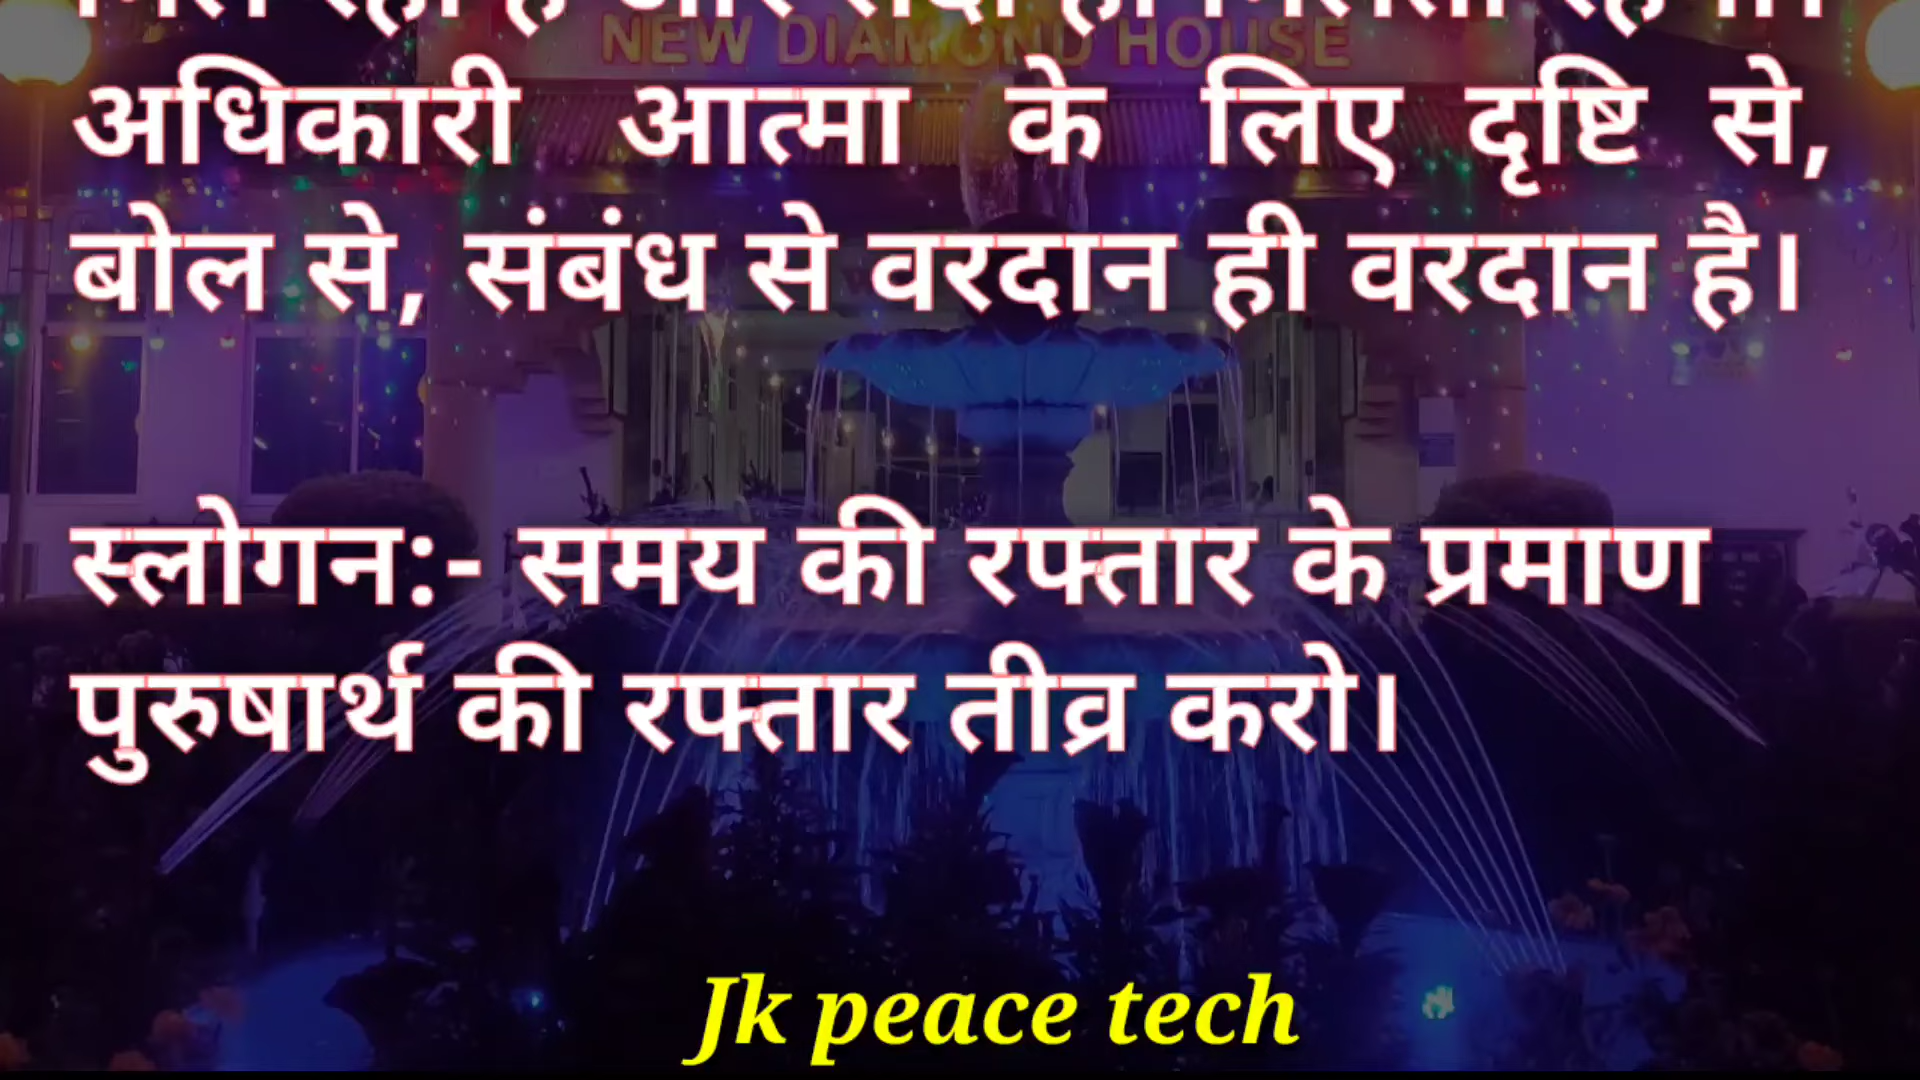 NEW DIAMOND HOUSE
अधिकारी आत्मा के लिए दृष्टि से,
बोल से, संबंध से वरदान ही वरदान है।
स्लोगन:- समय की रफ्तार के प्रमाण
पुरुषार्थ की रफ्तार तीव्र करो।
Jk peace tech